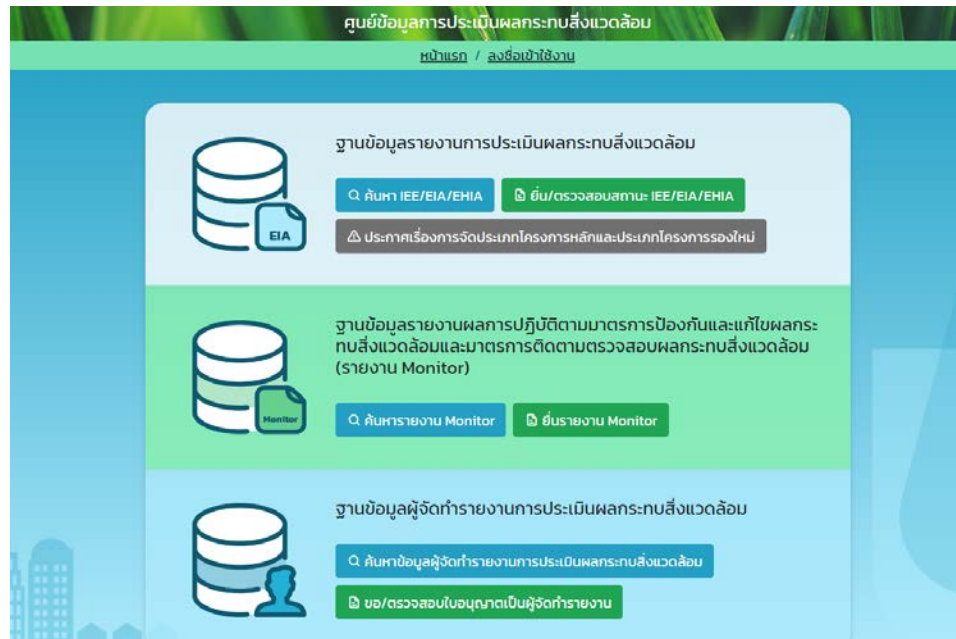 ศูนย์ข้อมูลการประเมินผลกระทบสิ่งแวดล้อม
หน้าแรก / ลงชื่อเข้าใช้งาน
ฐานข้อมูลรายงานการประเมินผลกระทบสิ่งแวดล้อม
ค้นหา IEE/EIA/EHIA
ยื่น/ตรวจสอบสถานะ IEE/EIA/EHIA
EIA
ประกาศเรื่องการจัดประเภทโครงการหลักและประเภทโครงการรองใหม่
ฐานข้อมูลรายงานผลการปฏิบัติตามมาตรการป้องกันและแก้ไขผลกระ
ทบสิ่งแวดล้อมและมาตรการติดตามตรวจสอบผลกระทบสิ่งแวดล้อม
(รายงาน Monitor)
Monitor
ค้นหารายงาน Monitor
ยื่นรายงาน Monitor
ฐานข้อมูลผู้จัดทำรายงานการประเมินผลกระทบสิ่งแวดล้อม
ค้นหาข้อมูลผู้จัดทำรายงานการประเมินผลกระทบสิ่งแวดล้อม
ขอ/ตรวจสอบใบอนุญาตเป็นผู้จัดทำรายงาน